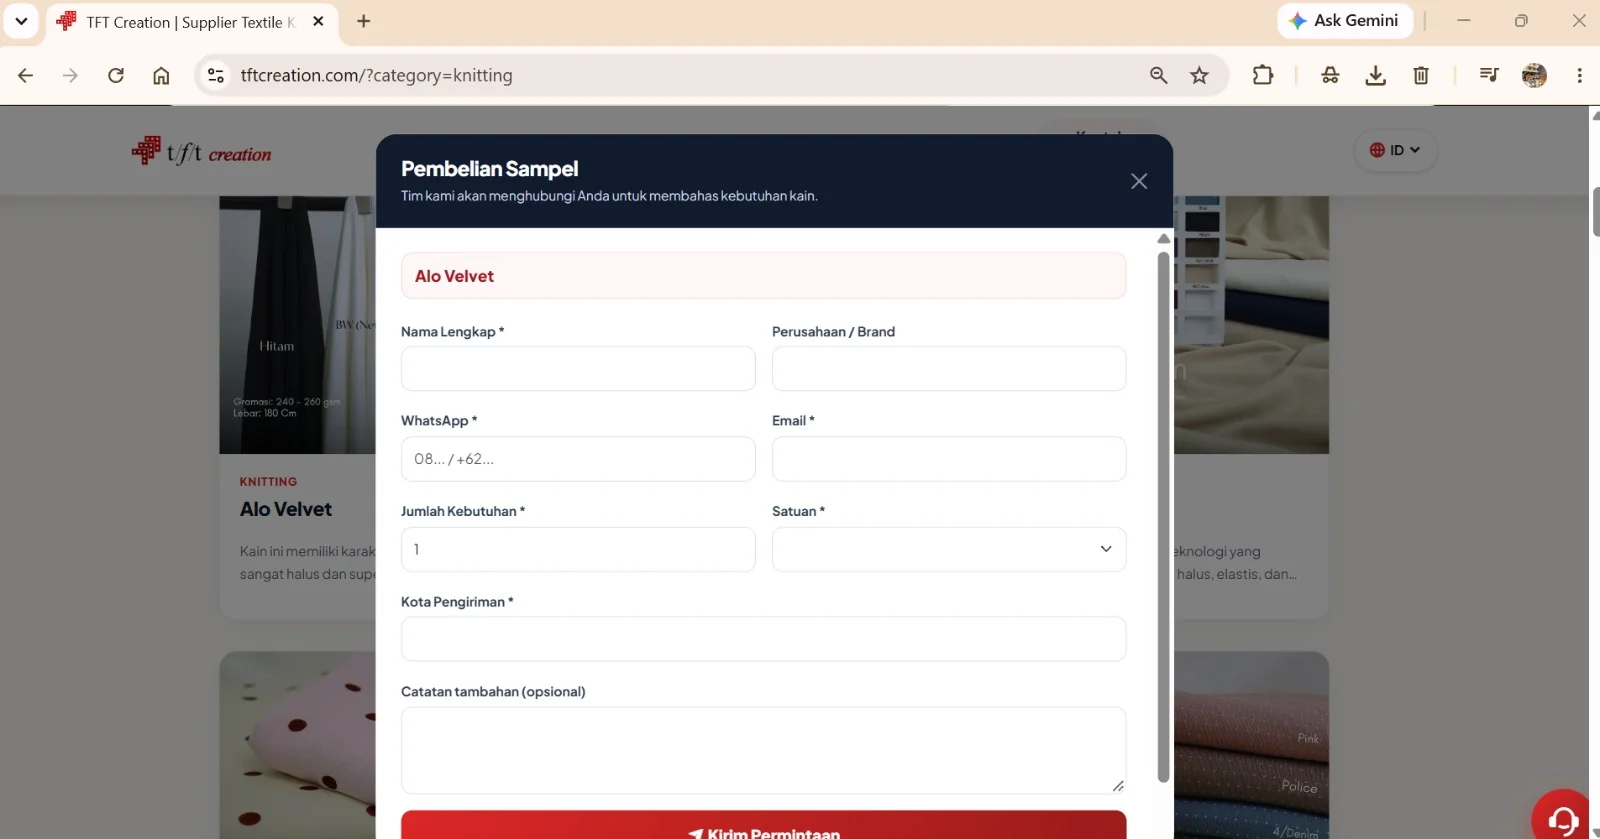 TFT Creation | Supplier Textile K
Ask Gemini
tftcreation.com/?category=knitting
t/f/t creation
ID
Pembelian Sampel
Tim kami akan menghubungi Anda untuk membahas kebutuhan kain.
Alo Velvet
Nama Lengkap *
Perusahaan / Brand
WhatsApp *
Email *
08... / +62...
Jumlah Kebutuhan *
Satuan *
1
Kota Pengiriman *
Catatan tambahan (opsional)
Kirim Permintaan
Hitam
Gramasi: 240 - 260 gsm
Lebar: 180 Cm
KNITTING
Alo Velvet
Kain ini memiliki karak
sangat halus dan supe
eknologi yang
halus, elastis, dan...
Pink
Police
4/Denim